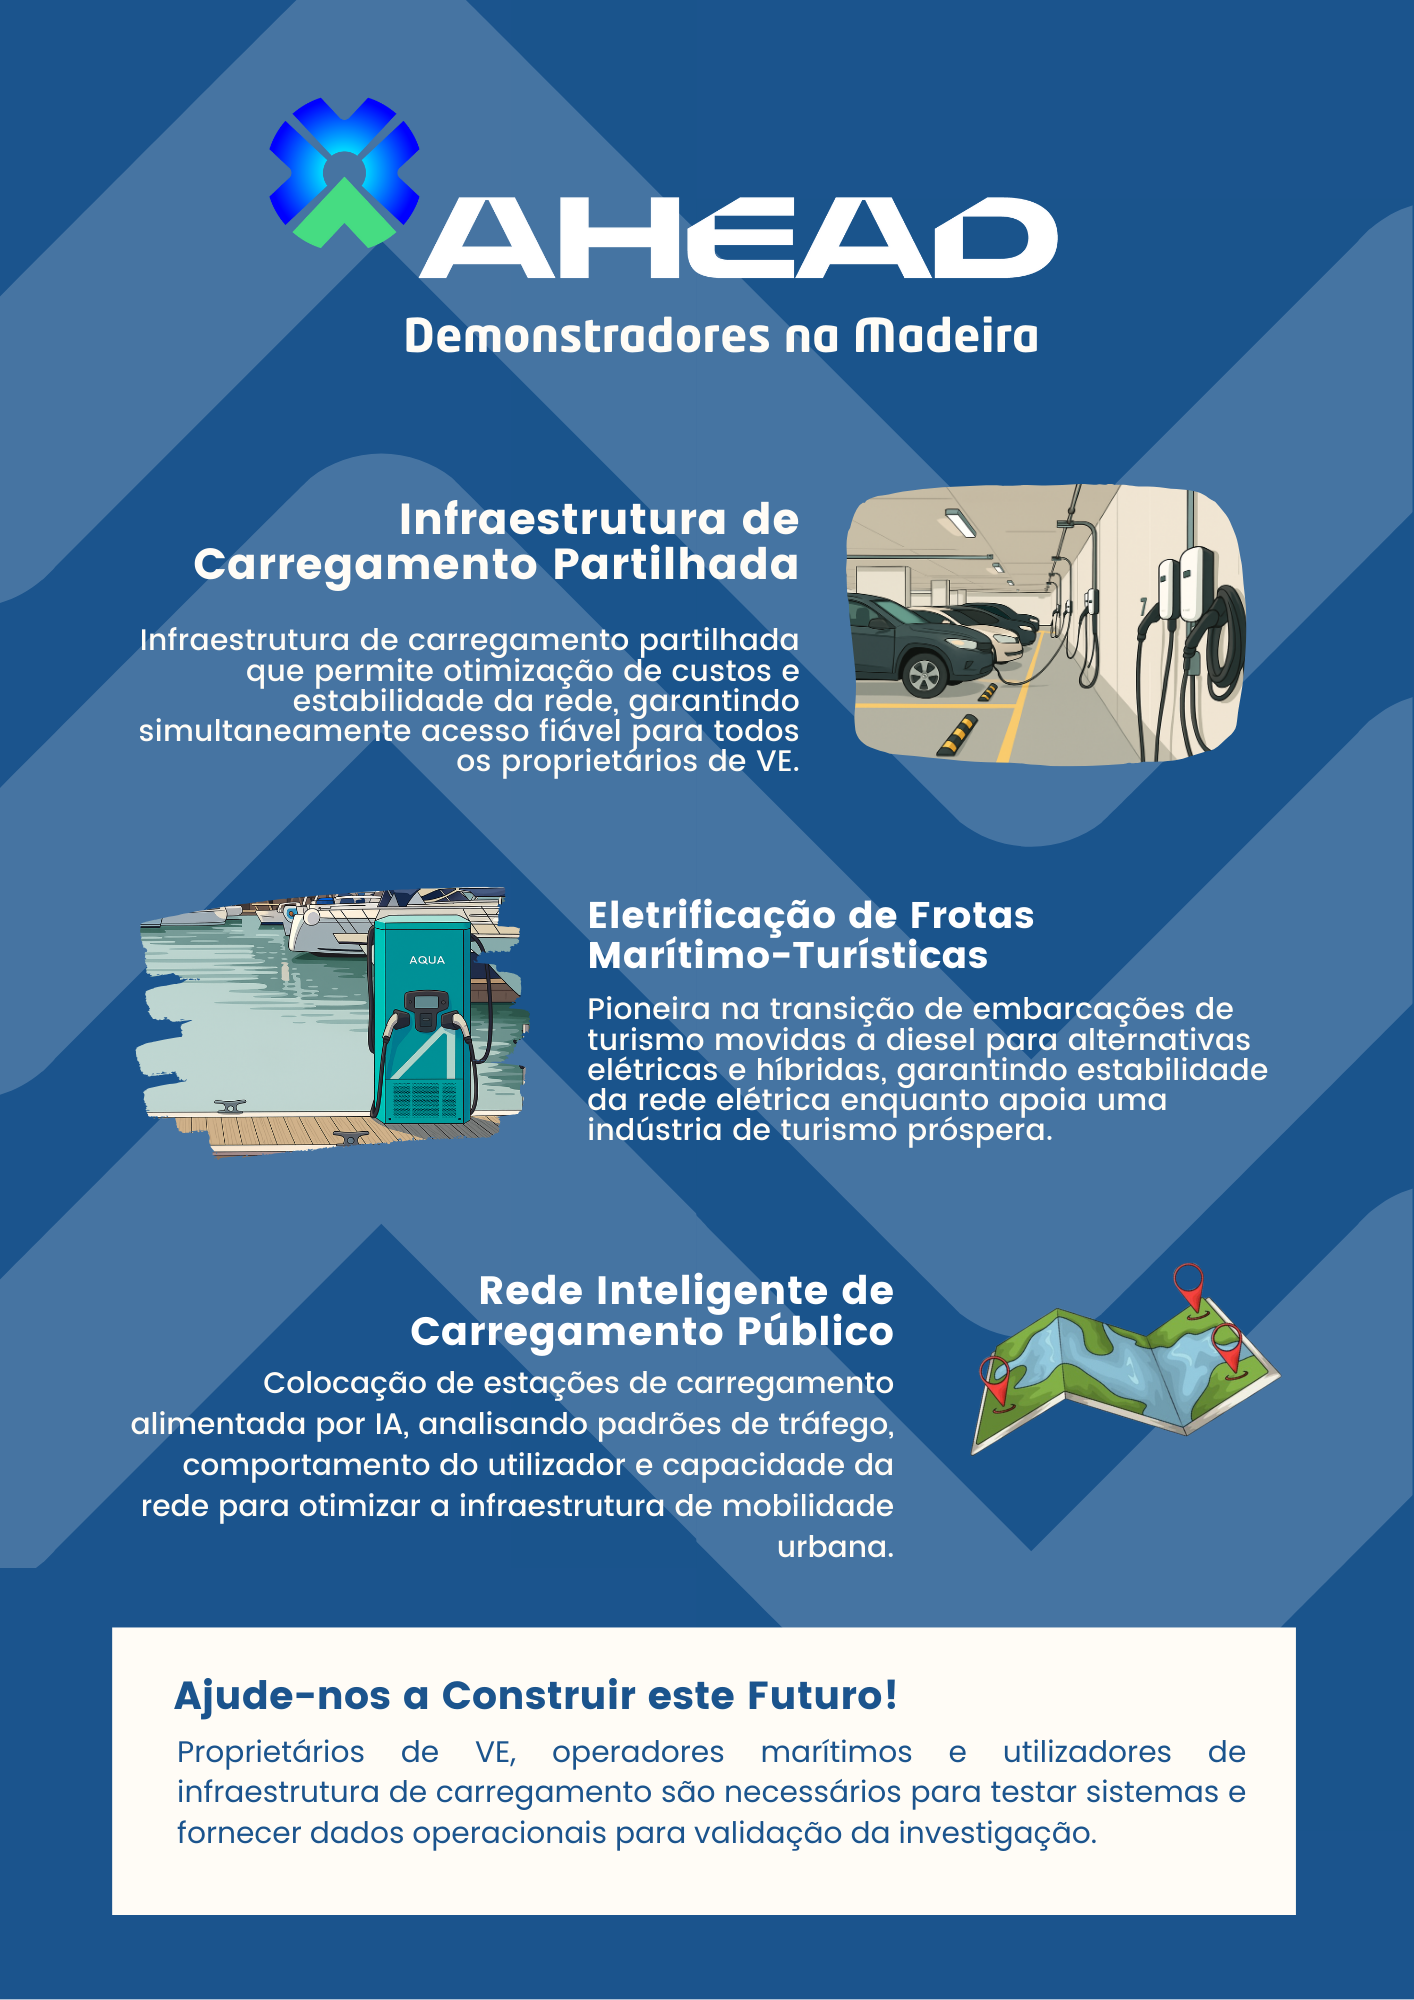 AHEAD
Demonstradores na Madeira
Infraestrutura de
Carregamento Partilhada
Infraestrutura de carregamento partilhada
que permite otimização de custos e
estabilidade da rede, garantindo
simultaneamente acesso fiável para todos
os proprietários de VE.
7
AQUA
Eletrificação de Frotas
Marítimo-Turísticas
Pioneira na transição de embarcações de
turismo movidas a diesel para alternativas
elétricas e híbridas, garantindo estabilidade
da rede elétrica enquanto apoia uma
indústria de turismo próspera.
Rede Inteligente de
Carregamento Público
Colocação de estações de carregamento
alimentada por IA, analisando padrões de tráfego,
comportamento do utilizador e capacidade da
rede para otimizar a infraestrutura de mobilidade
urbana.
Ajude-nos a Construir este Futuro!
Proprietários de VE, operadores marítimos e utilizadores de
infraestrutura de carregamento são necessários para testar sistemas e
fornecer dados operacionais para validação da investigação.